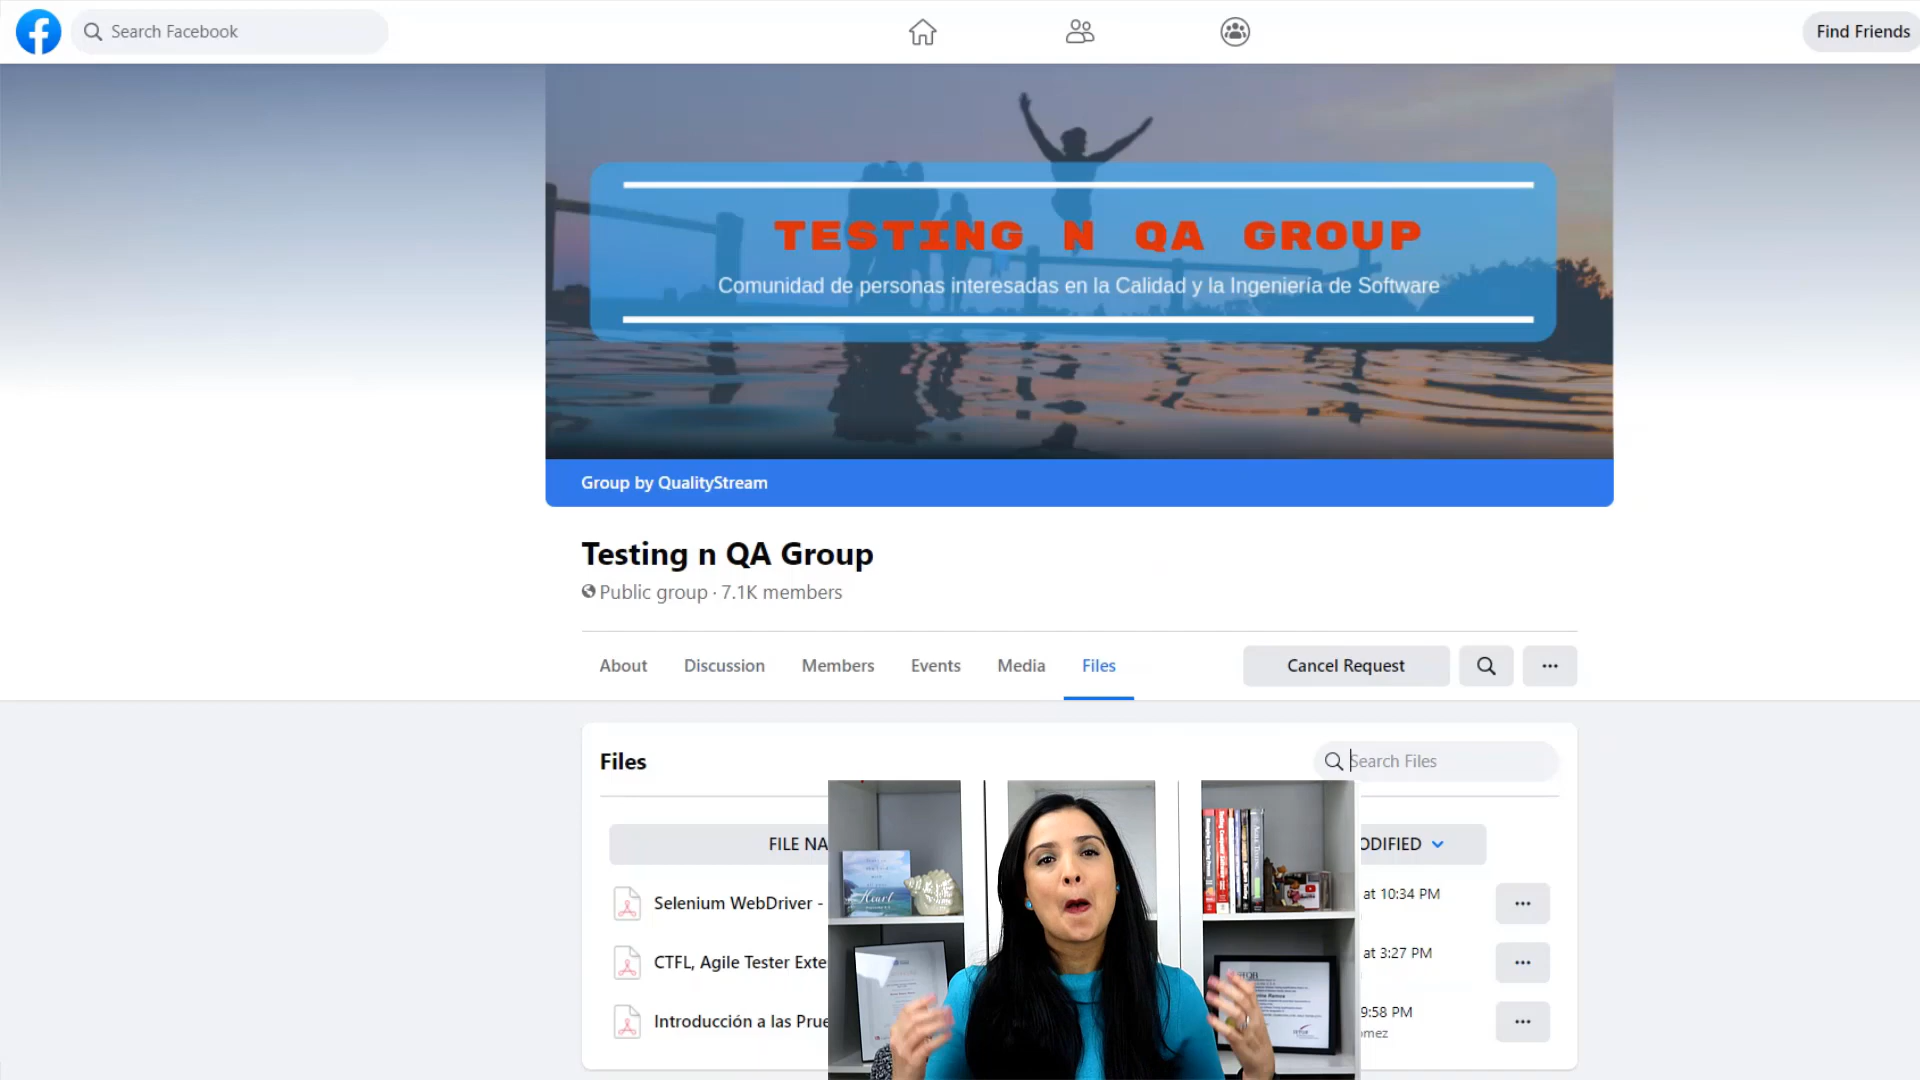 Search Facebook
Find Friends
TESTING N QA GROUP
Comunidad de personas interesadas en la Calidad y la Ingeniería de Software
Group by QualityStream
Testing n QA Group
Public group · 7.1K members
About Discussion Members Events Media Files Cancel Request
Files
Search Files
FILE NA
ODIFIED
Selenium WebDriver -
at 10:34 PM
CTFL, Agile Tester Exte
at 3:27 PM
Introducción a las Prue
9:58 PM
mez
Heart